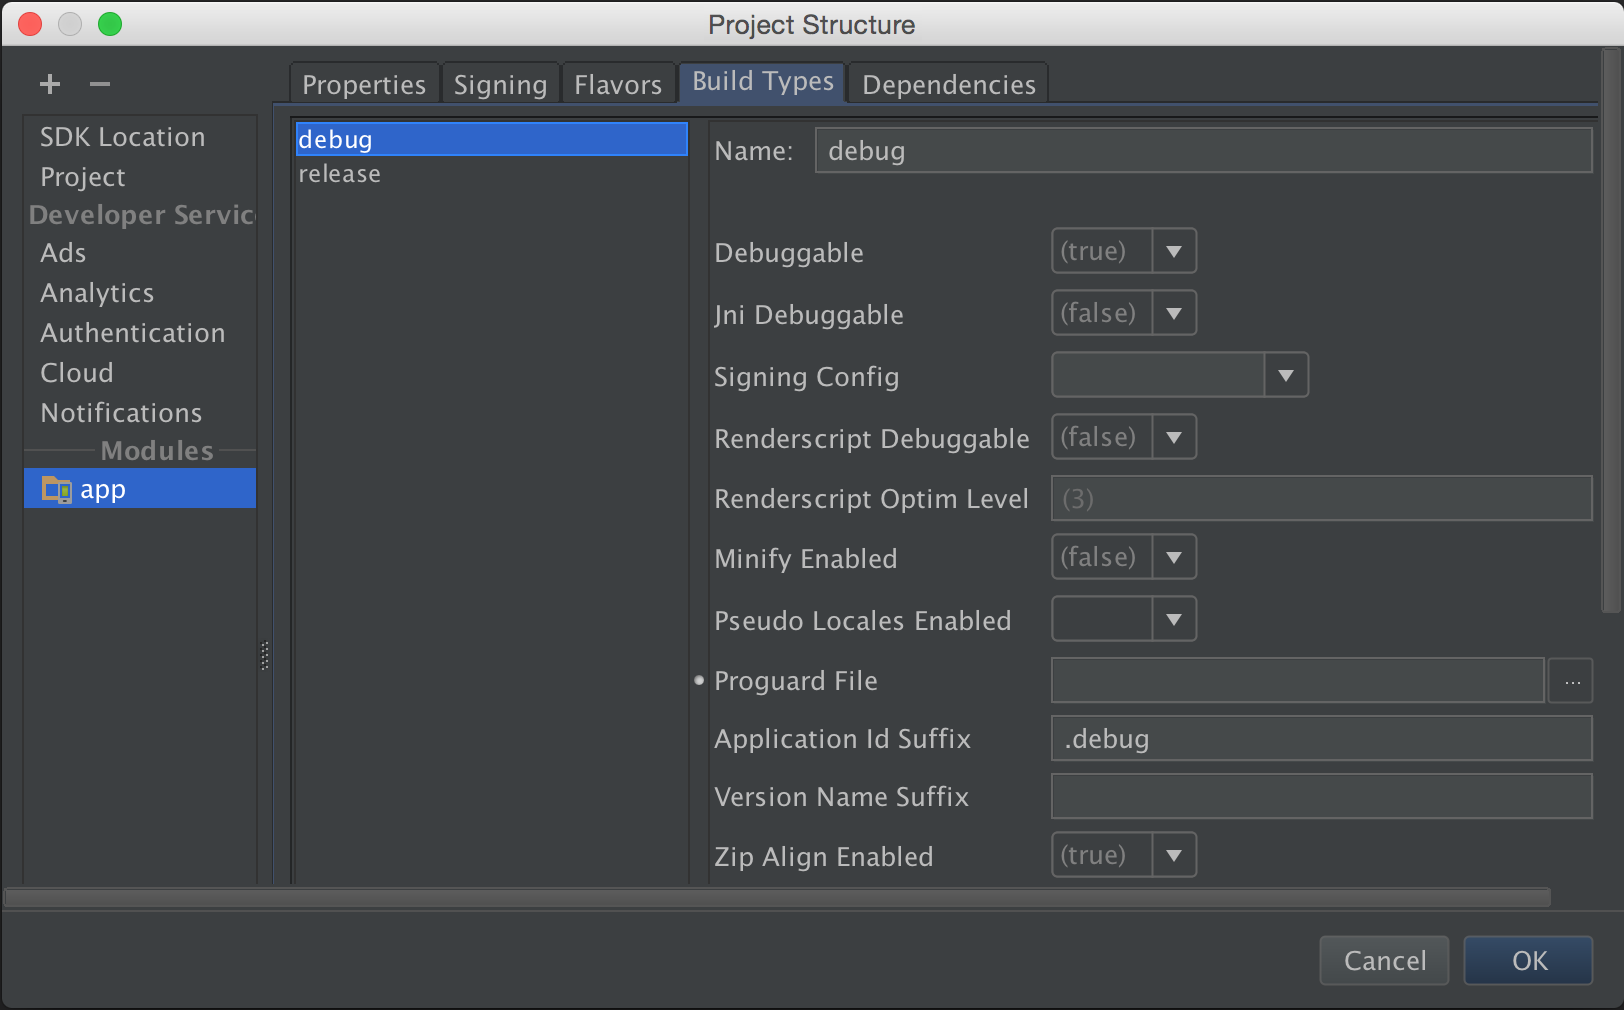 Project Structure
Properties
Signing
Flavors
Build Types
Dependencies
SDK Location
Project
Developer Servic
Ads
Analytics
Authentication
Cloud
Notifications
Modules
app
debug
release
Name: debug
Debuggable (true)
Jni Debuggable (false)
Signing Config
Renderscript Debuggable (false)
Renderscript Optim Level (3)
Minify Enabled (false)
Pseudo Locales Enabled
Proguard File ...
Application Id Suffix .debug
Version Name Suffix
Zip Align Enabled (true)
Cancel
OK